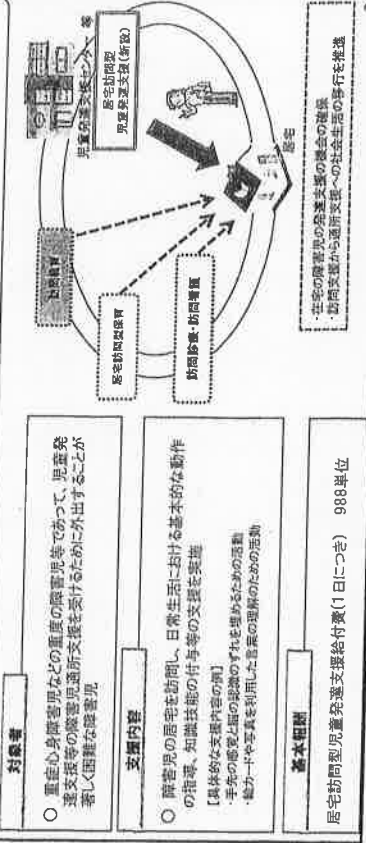 対象者
○ 重症心身障害児などの重度の障害児等であって、児童発
達支援等の障害児通所支援を受けるために外出することが
著しく困難な障害児
支援内容
○ 障害児の居宅を訪問し、日常生活における基本的な動作
の指導、知識技能の付与等の支援を実施
【具体的な支援内容の例】
・手先の感覚と脳の認識のずれを埋めるための活動
・絵カードや写真を利用した言葉の理解のための活動
基本報酬
居宅訪問型児童発達支援給付費(1日につき) 988単位
訪問教育
居宅訪問型保育
訪問診療・訪問看護
児童発達支援センター 等
居宅訪問型
児童発達支援(新設)
居宅
・在宅の障害児の発達支援の機会の確保
・訪問支援から通所支援への社会生活の移行を推進